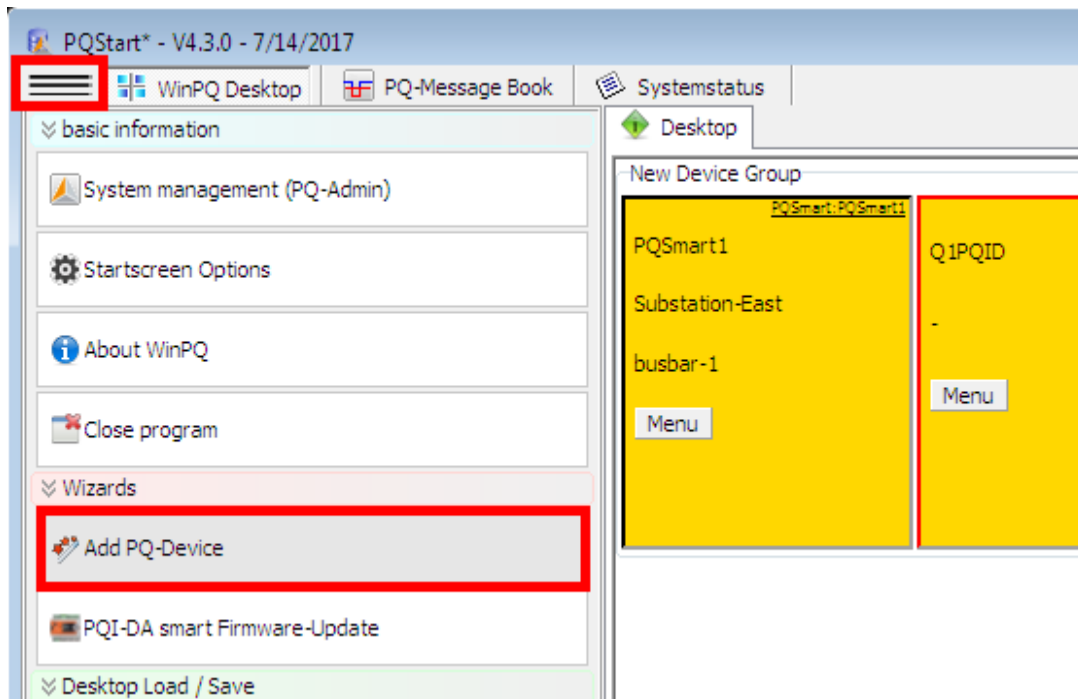 PQStart* - V4.3.0 - 7/14/2017
WinPQ Desktop
PQ-Message Book
Systemstatus
basic information
System management (PQ-Admin)
Startscreen Options
About WinPQ
Close program
Wizards
Add PQ-Device
PQI-DA smart Firmware-Update
Desktop Load / Save
Desktop
New Device Group
PQSmart:PQSmart1
PQSmart1
Substation-East
busbar-1
Menu
Q1PQID
-
Menu